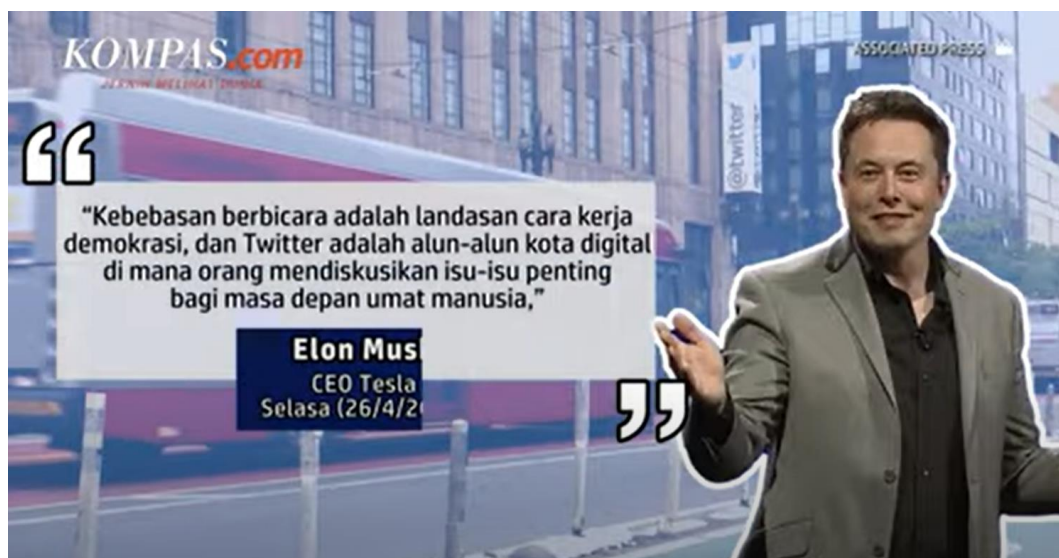 KOMPAS.com
JERNIH MELIHAT DUNIA
ASSOCIATED PRESS
@twitter
“Kebebasan berbicara adalah landasan cara kerja
demokrasi, dan Twitter adalah alun-alun kota digital
di mana orang mendiskusikan isu-isu penting
bagi masa depan umat manusia,”
Elon Mus
CEO Tesla
Selasa (26/4/20